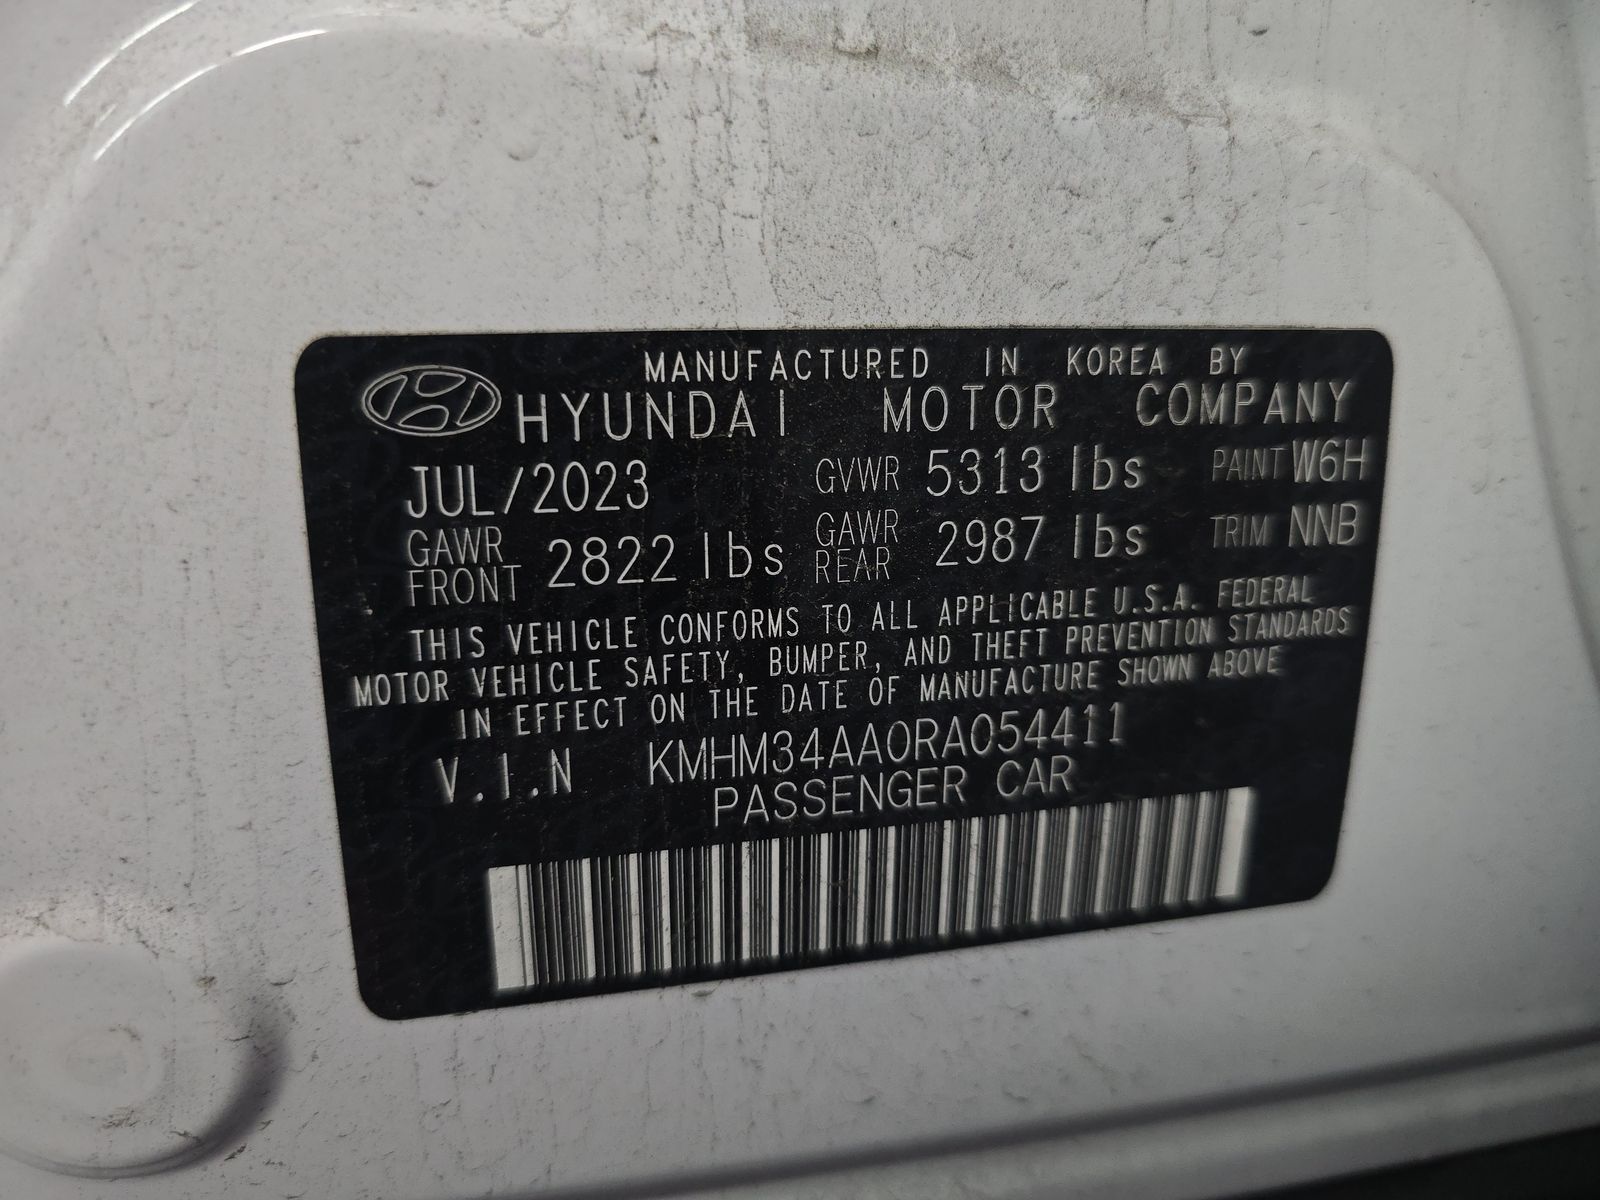 MANUFACTURED IN KOREA BY
HYUNDAI MOTOR COMPANY
JUL/2023 GVWR 5313 lbs PAINT W6H
GAWR FRONT 2822 lbs GAWR REAR 2987 lbs TRIM NNB
THIS VEHICLE CONFORMS TO ALL APPLICABLE U.S.A. FEDERAL
MOTOR VEHICLE SAFETY, BUMPER, AND THEFT PREVENTION STANDARDS
IN EFFECT ON THE DATE OF MANUFACTURE SHOWN ABOVE
V.I.N KMHM34AA0RA054411
PASSENGER CAR